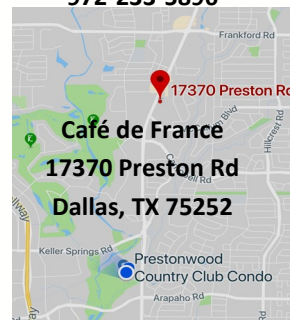 Frankford Rd
17370 Preston Rd
Hillcrest Rd
Café de France
17370 Preston Rd
Dallas, TX 75252
Keller Springs Rd
Prestonwood
Country Club Condo
Arapaho Rd